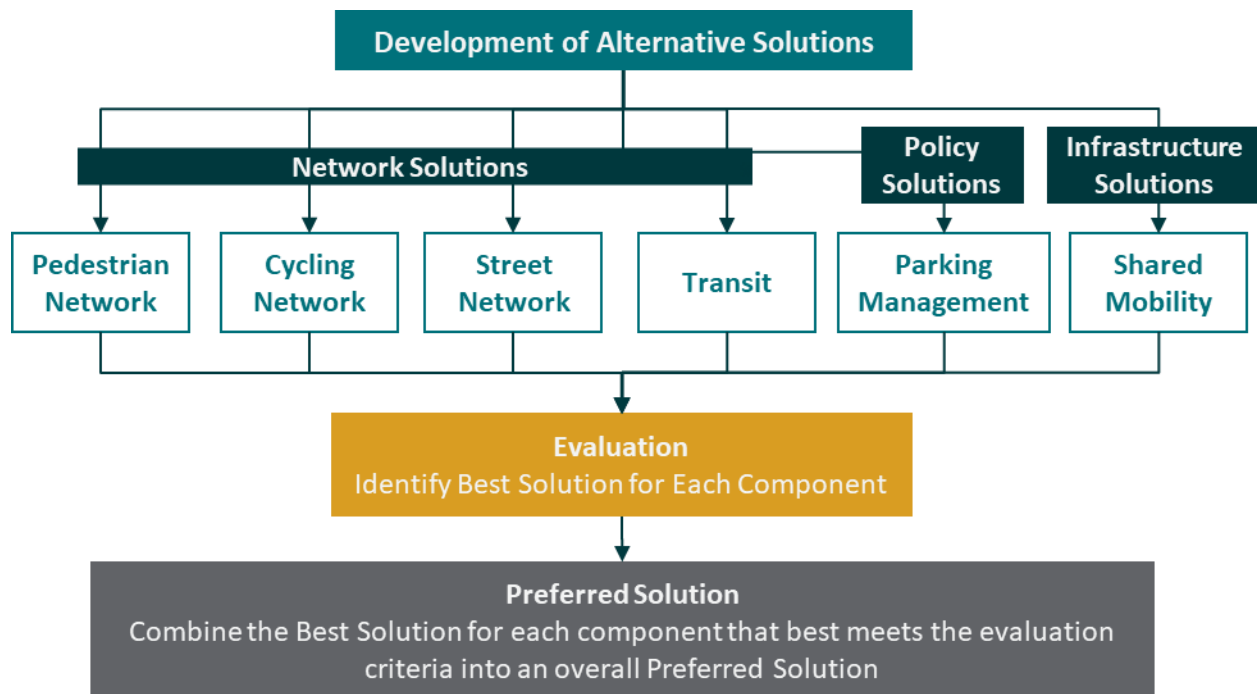 Development of Alternative Solutions
Network Solutions
Policy
Solutions
Infrastructure
Solutions
Pedestrian
Network
Cycling
Network
Street
Network
Transit
Parking
Management
Shared
Mobility
Evaluation
Identify Best Solution for Each Component
Preferred Solution
Combine the Best Solution for each component that best meets the evaluation
criteria into an overall Preferred Solution